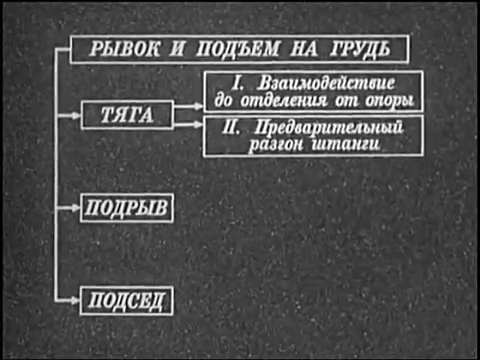 РЫВОК И ПОДЪЕМ НА ГРУДЬ
ТЯГА
I. Взаимодействие
до отделения от опоры
II. Предварительный
разгон штанги
ПОДРЫВ
ПОДСЕД